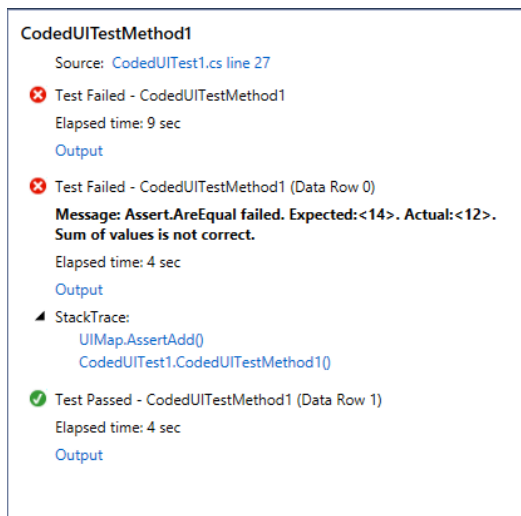 CodedUITestMethod1
Source: CodedUITest1.cs line 27
Test Failed - CodedUITestMethod1
Elapsed time: 9 sec
Output
Test Failed - CodedUITestMethod1 (Data Row 0)
Message: Assert.AreEqual failed. Expected:<14>. Actual:<12>.
Sum of values is not correct.
Elapsed time: 4 sec
Output
StackTrace:
UIMap.AssertAdd()
CodedUITest1.CodedUITestMethod1()
Test Passed - CodedUITestMethod1 (Data Row 1)
Elapsed time: 4 sec
Output